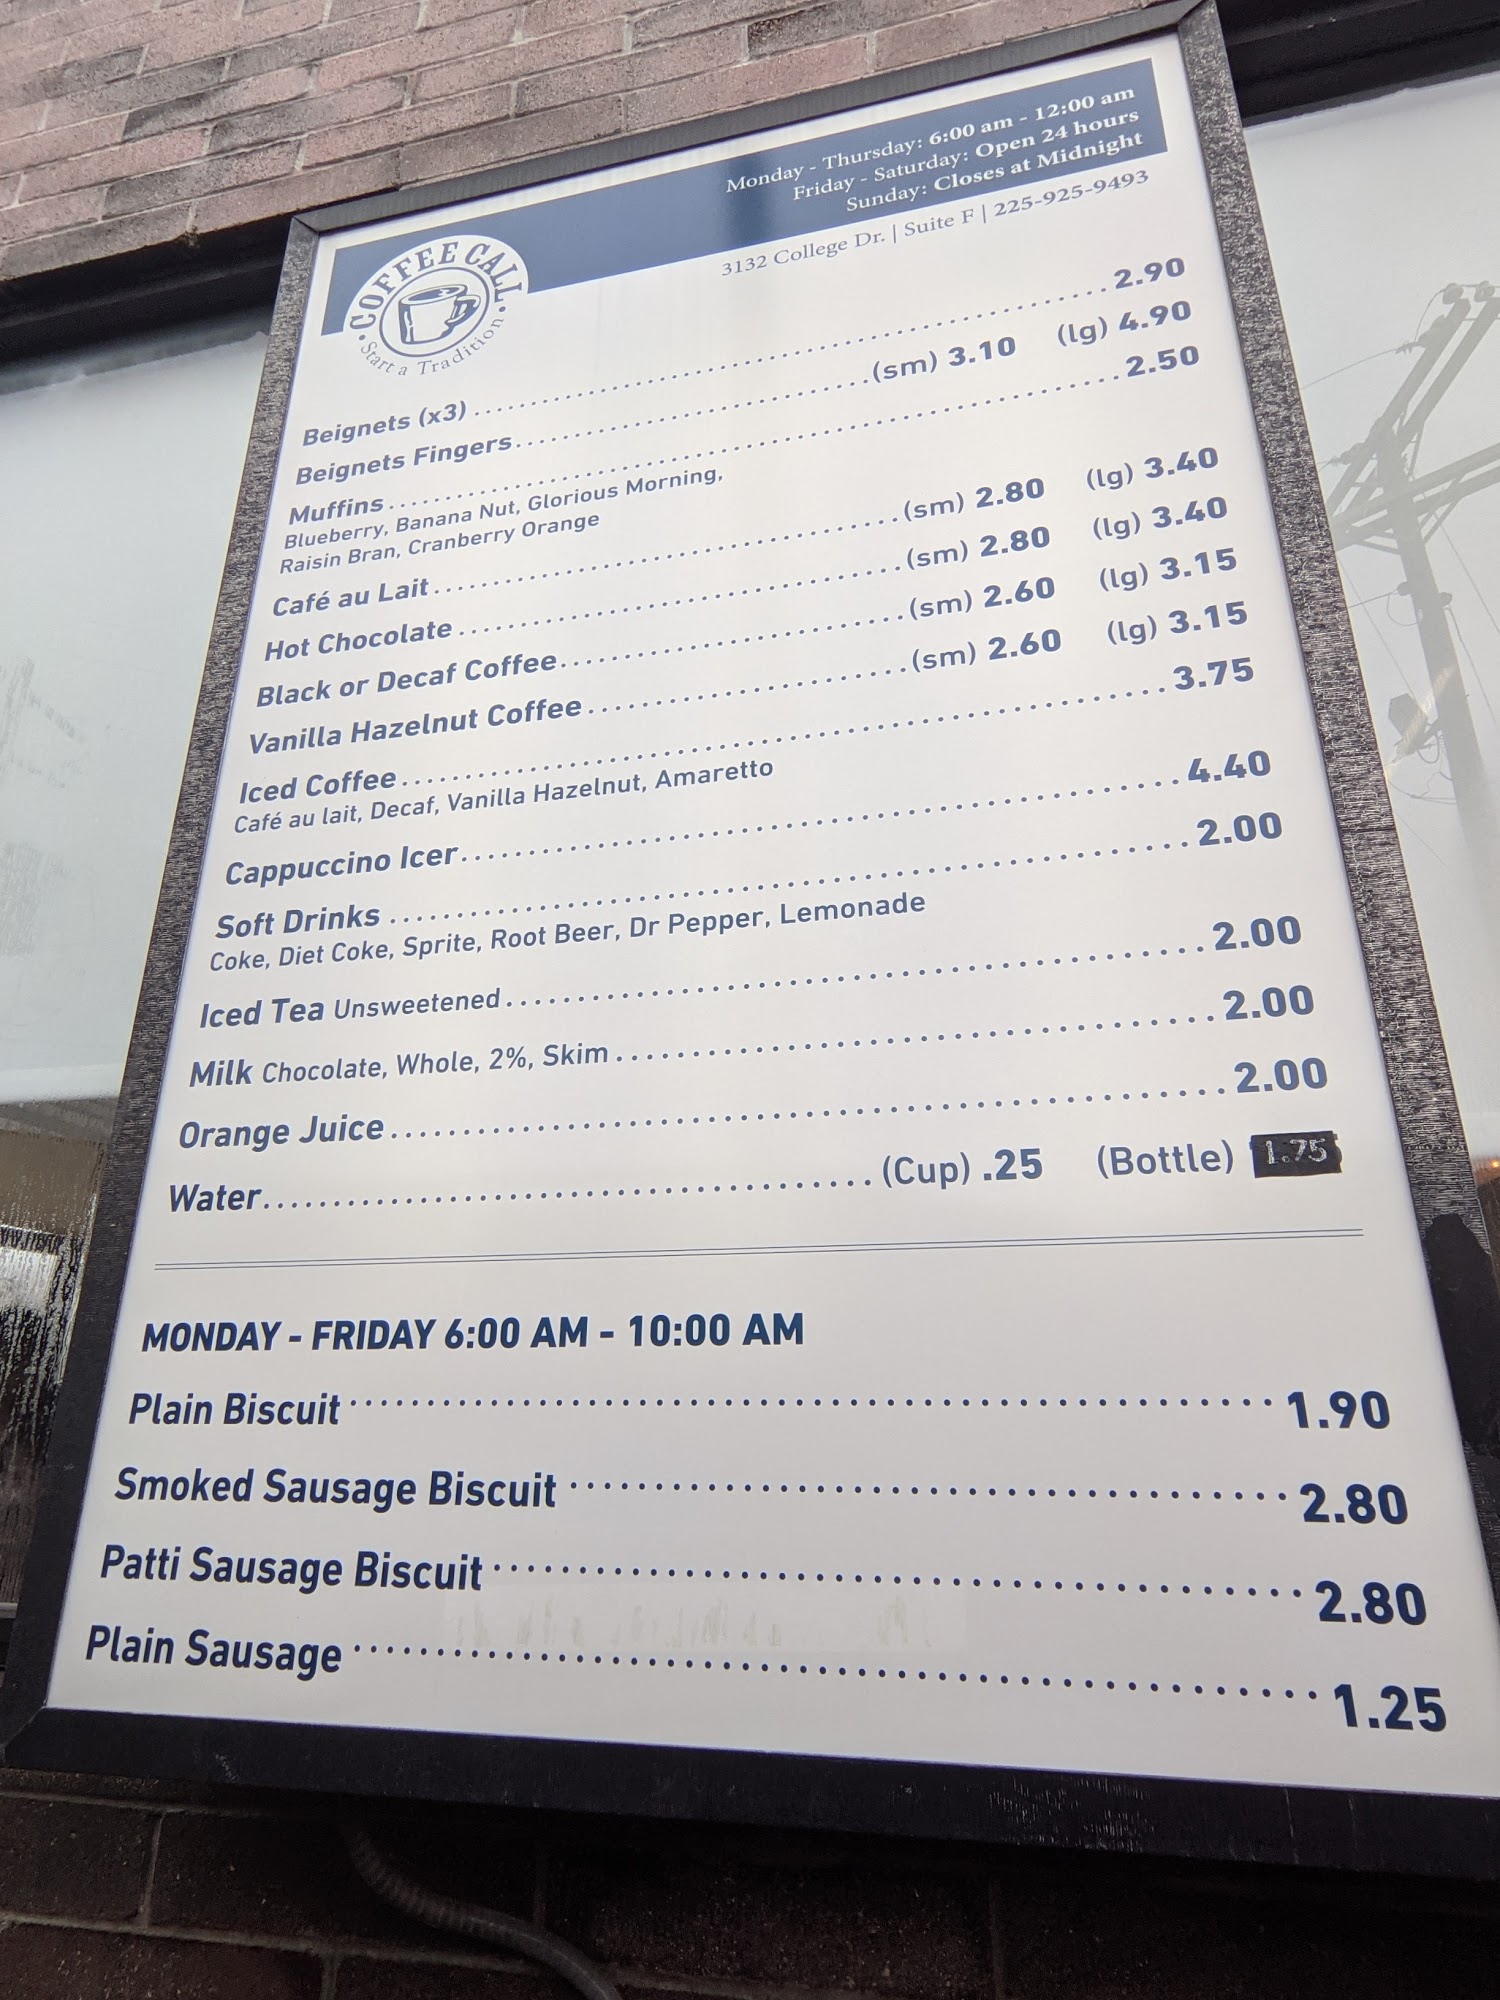 Monday - Thursday: 6:00 am - 12:00 am
Friday - Saturday: Open 24 hours
Sunday: Closes at Midnight
3132 College Dr. | Suite F | 225-925-9493
COFFEE CALL
Start a Tradition
Beignets (x3) 2.90
Beignets Fingers (sm) 3.10 (lg) 4.90
Muffins 2.50
Blueberry, Banana Nut, Glorious Morning,
Raisin Bran, Cranberry Orange
Café au Lait (sm) 2.80 (lg) 3.40
Hot Chocolate (sm) 2.80 (lg) 3.40
Black or Decaf Coffee (sm) 2.60 (lg) 3.15
Vanilla Hazelnut Coffee (sm) 2.60 (lg) 3.15
Iced Coffee 3.75
Café au lait, Decaf, Vanilla Hazelnut, Amaretto
Cappuccino Icer 4.40
Soft Drinks 2.00
Coke, Diet Coke, Sprite, Root Beer, Dr Pepper, Lemonade
Iced Tea Unsweetened 2.00
Milk Chocolate, Whole, 2%, Skim 2.00
Orange Juice 2.00
Water (Cup) .25 (Bottle) 1.75
MONDAY - FRIDAY 6:00 AM - 10:00 AM
Plain Biscuit 1.90
Smoked Sausage Biscuit 2.80
Patti Sausage Biscuit 2.80
Plain Sausage 1.25